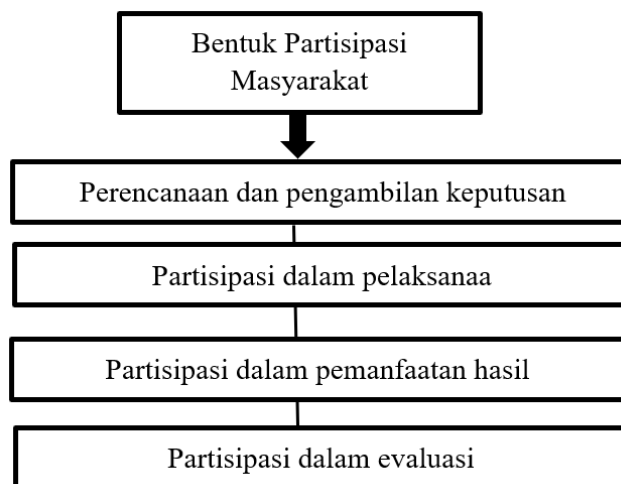 Bentuk Partisipasi
Masyarakat
Perencanaan dan pengambilan keputusan
Partisipasi dalam pelaksanaa
Partisipasi dalam pemanfaatan hasil
Partisipasi dalam evaluasi